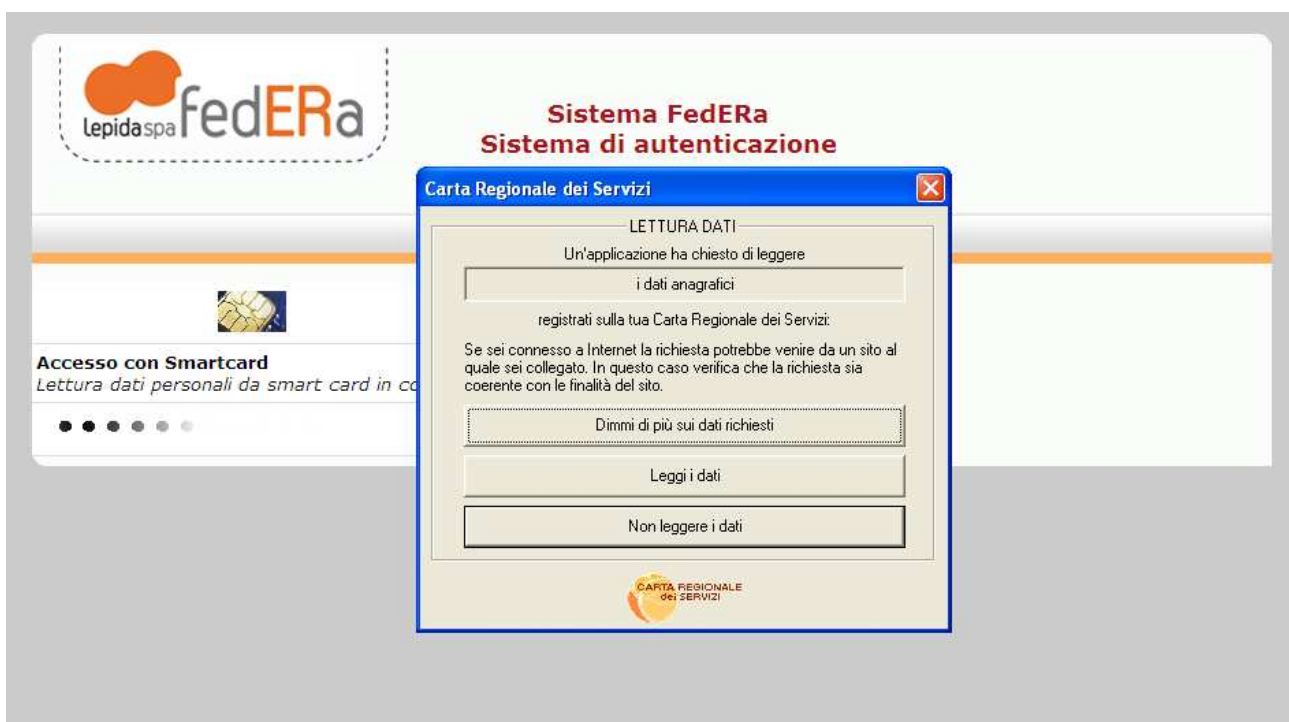 lepidaspa fedERa
Sistema FedERa
Sistema di autenticazione
Carta Regionale dei Servizi
LETTURA DATI
Un'applicazione ha chiesto di leggere
i dati anagrafici
registrati sulla tua Carta Regionale dei Servizi:
Se sei connesso a Internet la richiesta potrebbe venire da un sito al
quale sei collegato. In questo caso verifica che la richiesta sia
coerente con le finalità del sito.
Dimmi di più sui dati richiesti
Leggi i dati
Non leggere i dati
CARTA REGIONALE
dei SERVIZI
Accesso con Smartcard
Lettura dati personali da smart card in